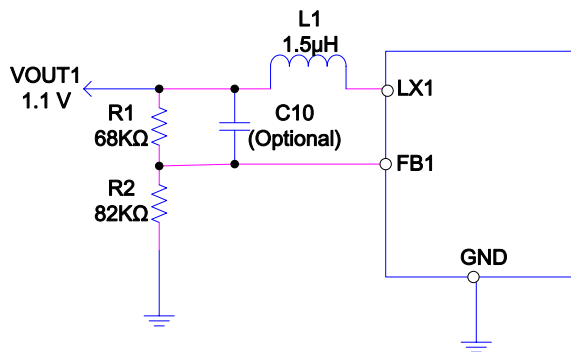 L1
1.5µH
VOUT1
1.1 V
LX1
R1
68KΩ
C10
(Optional)
FB1
R2
82KΩ
GND